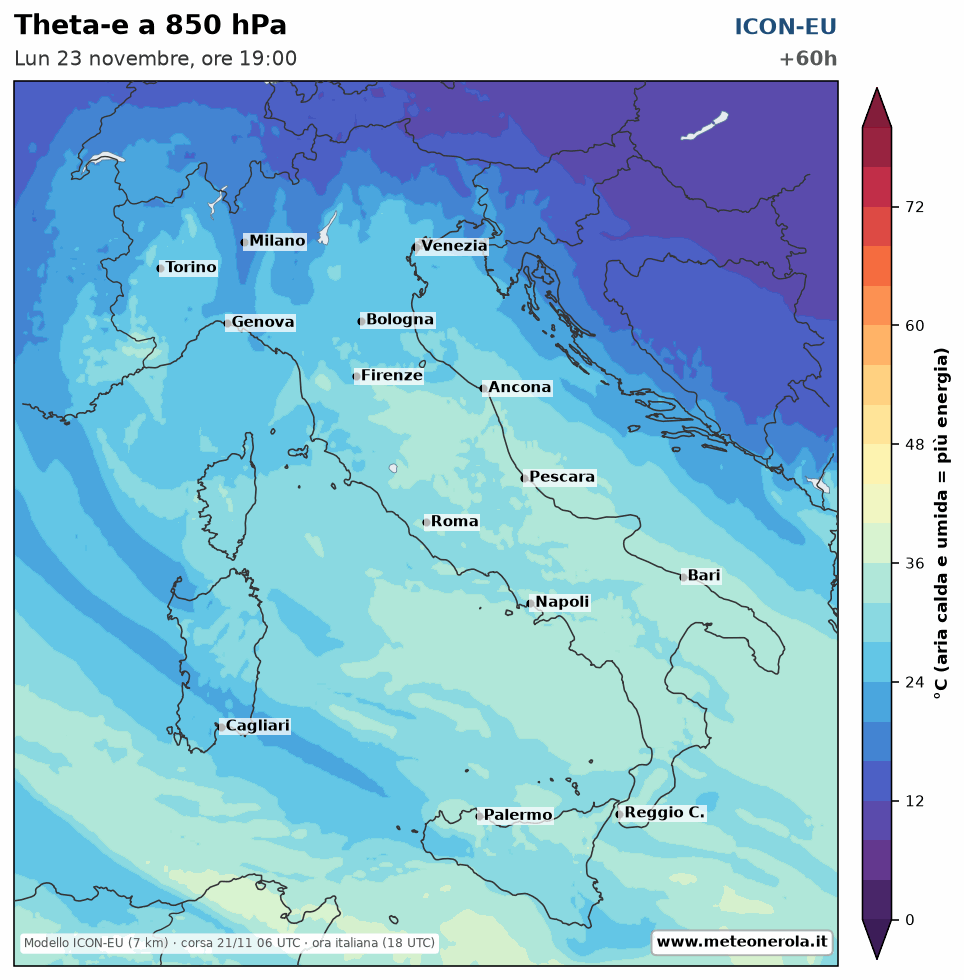 Theta-e a 850 hPa
ICON-EU
Lun 23 novembre, ore 19:00
+60h
Milano
Venezia
Torino
Genova
Bologna
Firenze
Ancona
Pescara
Roma
Bari
Napoli
Cagliari
Palermo
Reggio C.
72
60
48
36
24
12
0
°C (aria calda e umida = più energia)
Modello ICON-EU (7 km) · corsa 21/11 06 UTC · ora italiana (18 UTC)
www.meteonerola.it